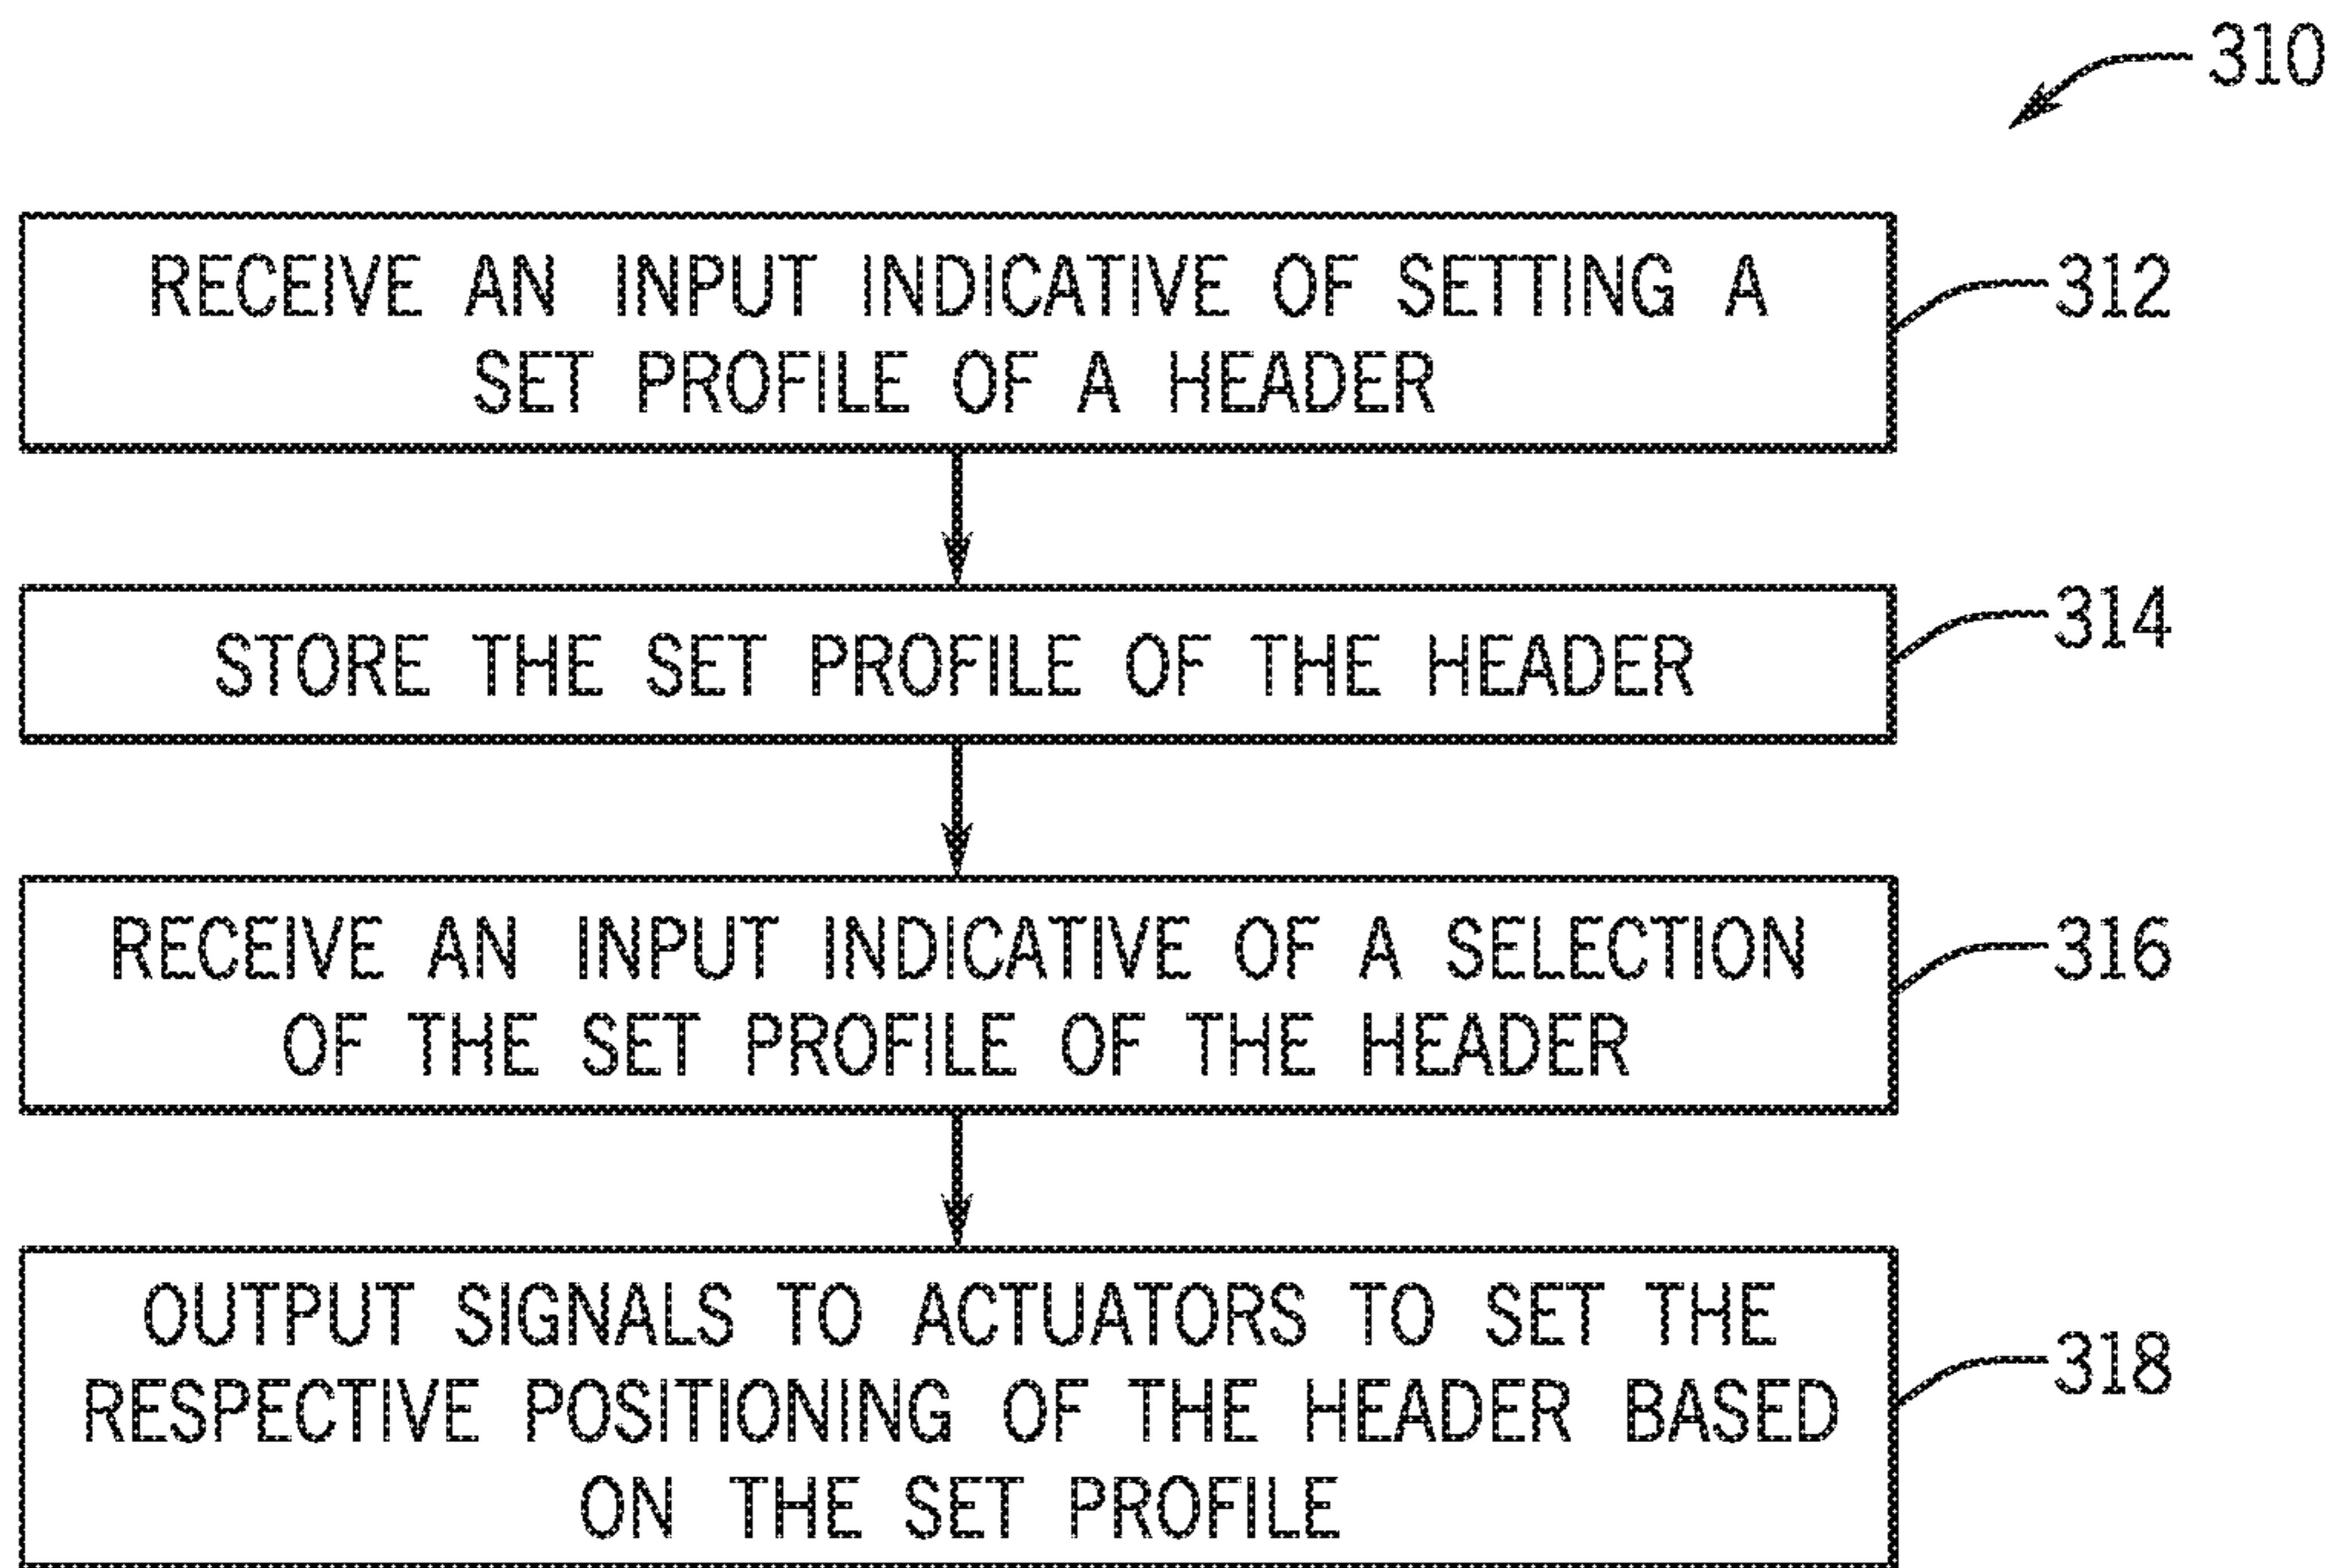 310
RECEIVE AN INPUT INDICATIVE OF SETTING A
SET PROFILE OF A HEADER
312
STORE THE SET PROFILE OF THE HEADER
314
RECEIVE AN INPUT INDICATIVE OF A SELECTION
OF THE SET PROFILE OF THE HEADER
316
OUTPUT SIGNALS TO ACTUATORS TO SET THE
RESPECTIVE POSITIONING OF THE HEADER BASED
ON THE SET PROFILE
318